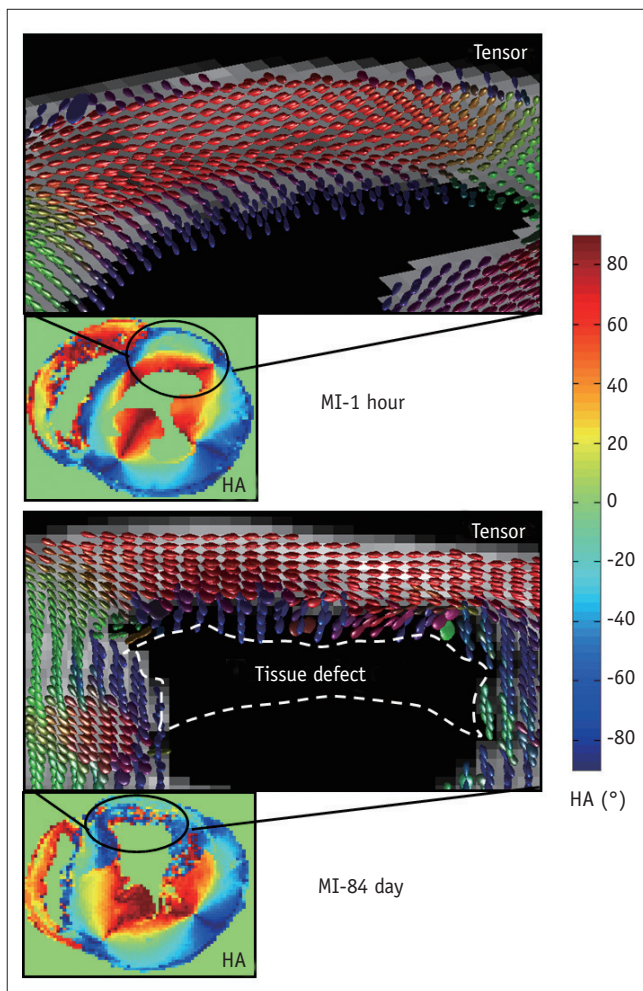 Tensor
HA
MI-1 hour
80
60
40
20
0
-20
-40
-60
-80
HA (°)
Tensor
Tissue defect
HA
MI-84 day